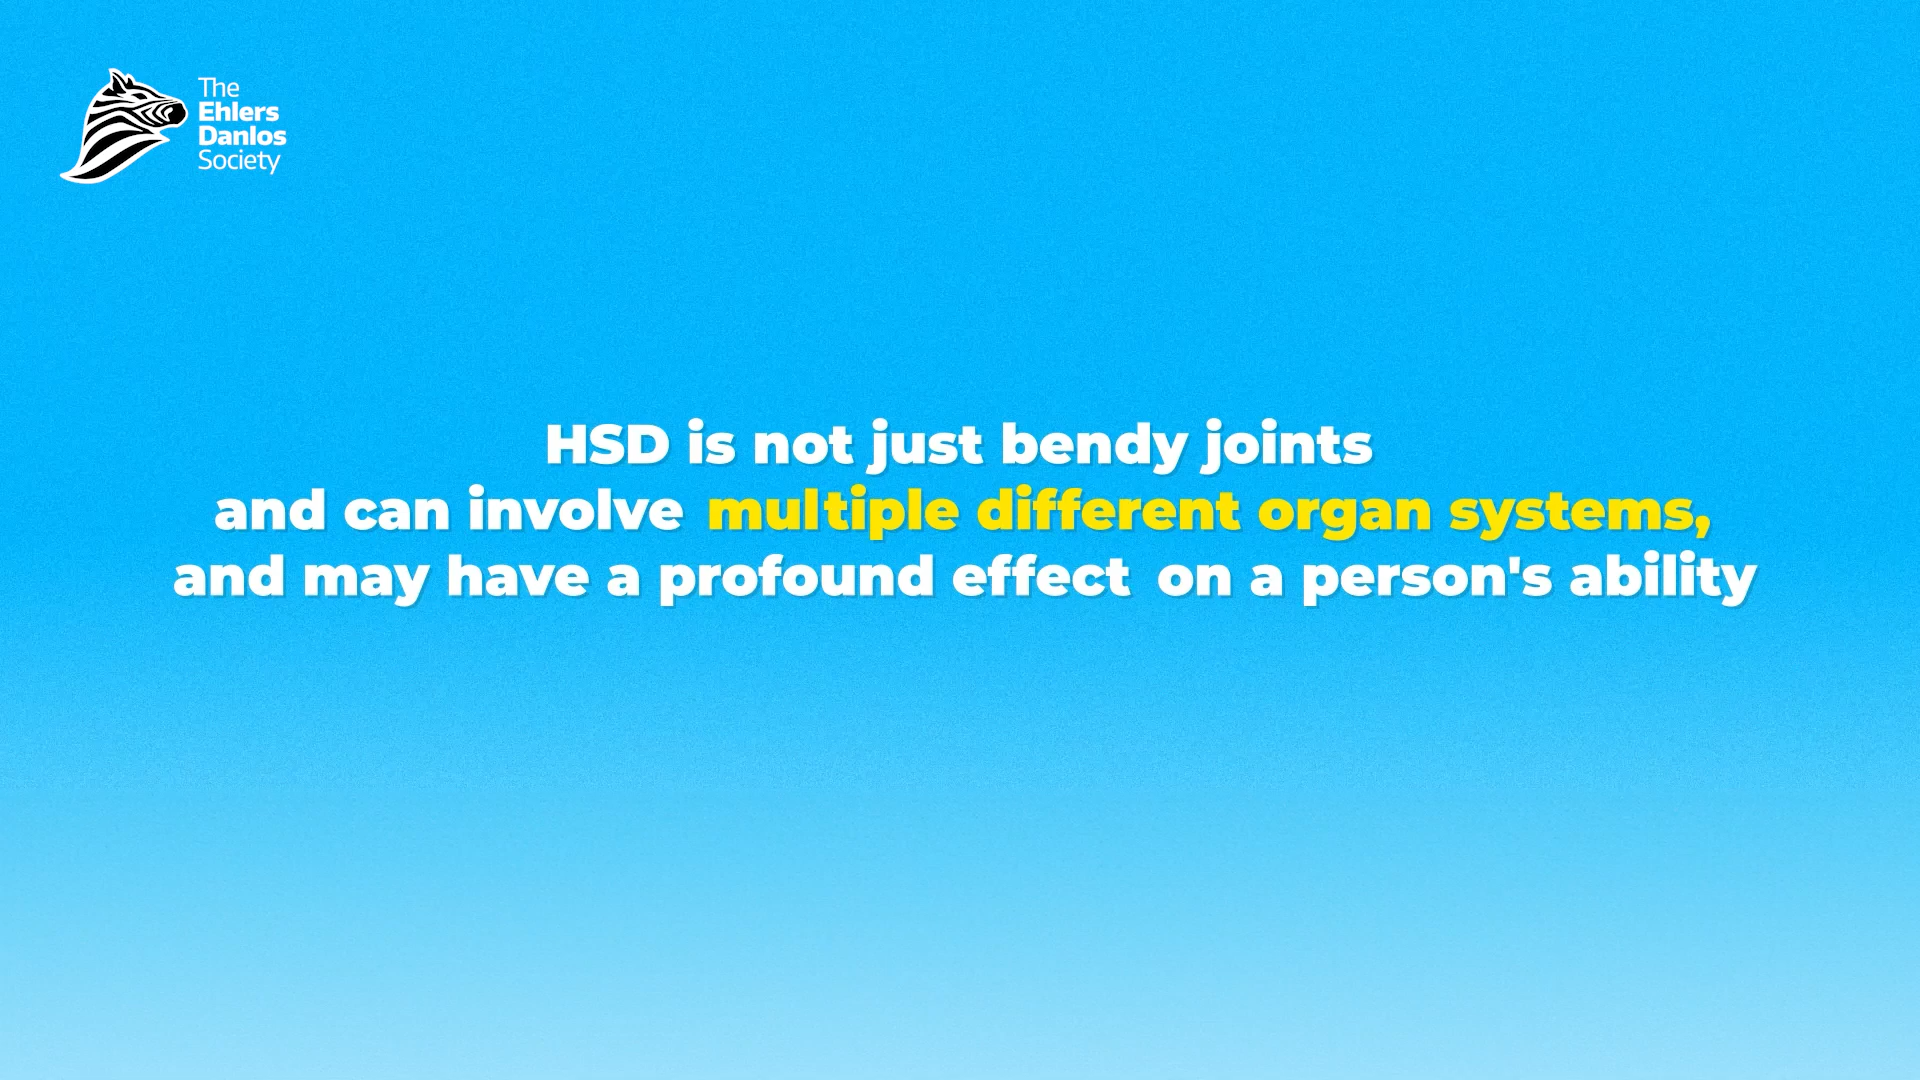 The
Ehlers
Danlos
Society
HSD is not just bendy joints
and can involve multiple different organ systems,
and may have a profound effect on a person's ability